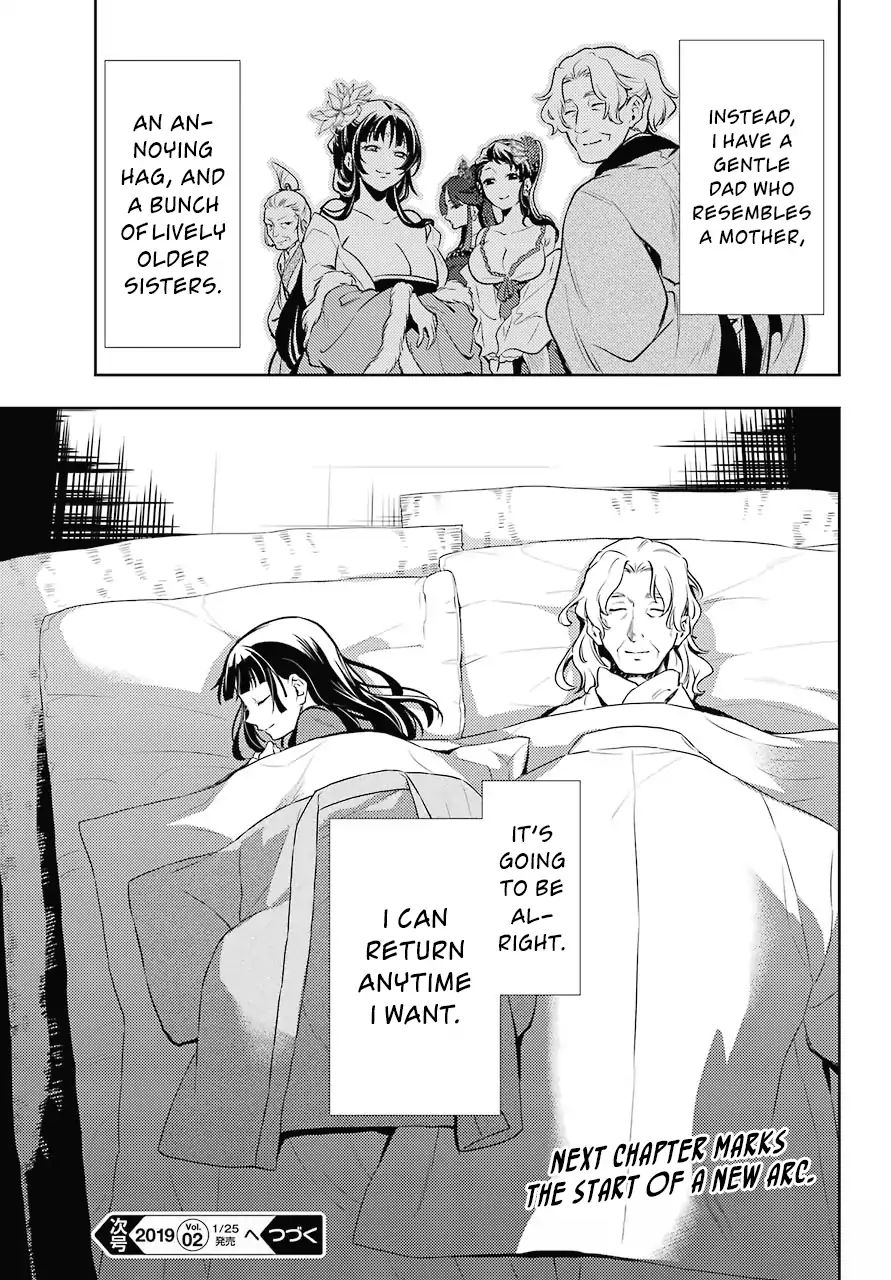 INSTEAD,
I HAVE A
GENTLE
DAD WHO
RESEMBLES
A MOTHER,
AN AN-
NOYING
HAG, AND
A BUNCH
OF LIVELY
OLDER
SISTERS.
IT'S
GOING
TO BE
AL-
RIGHT.
I CAN
RETURN
ANYTIME
I WANT.
NEXT CHAPTER MARKS
THE START OF A NEW ARC.
次号 2019 Vol. 02 1/25 発売 へ つづく